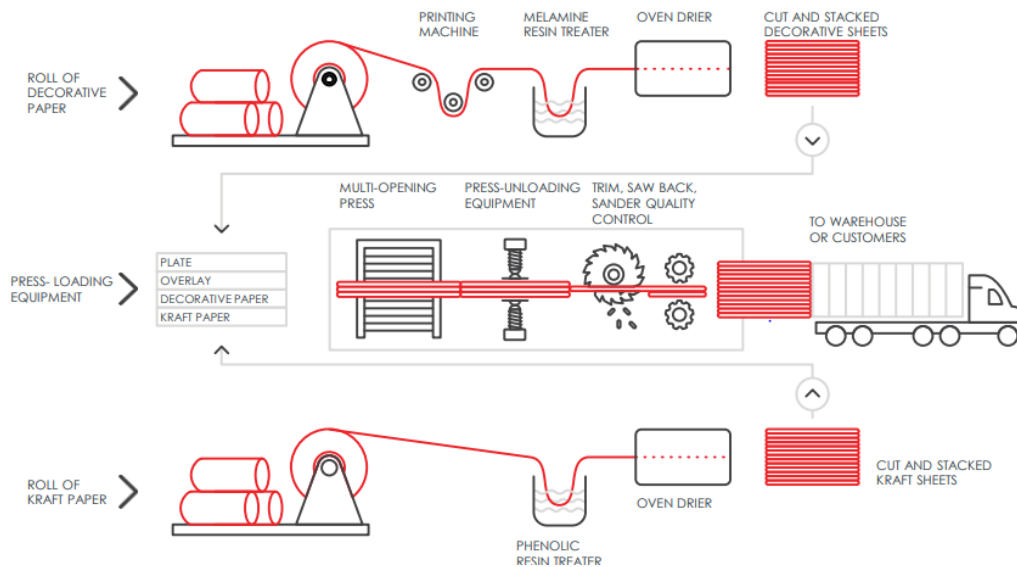 PRINTING
MACHINE
MELAMINE
RESIN TREATER
OVEN DRIER
CUT AND STACKED
DECORATIVE SHEETS
ROLL OF
DECORATIVE
PAPER
MULTI-OPENING
PRESS
PRESS-UNLOADING
EQUIPMENT
TRIM, SAW BACK,
SANDER QUALITY
CONTROL
TO WAREHOUSE
OR CUSTOMERS
PRESS- LOADING
EQUIPMENT
PLATE
OVERLAY
DECORATIVE PAPER
KRAFT PAPER
ROLL OF
KRAFT PAPER
PHENOLIC
RESIN TREATER
OVEN DRIER
CUT AND STACKED
KRAFT SHEETS